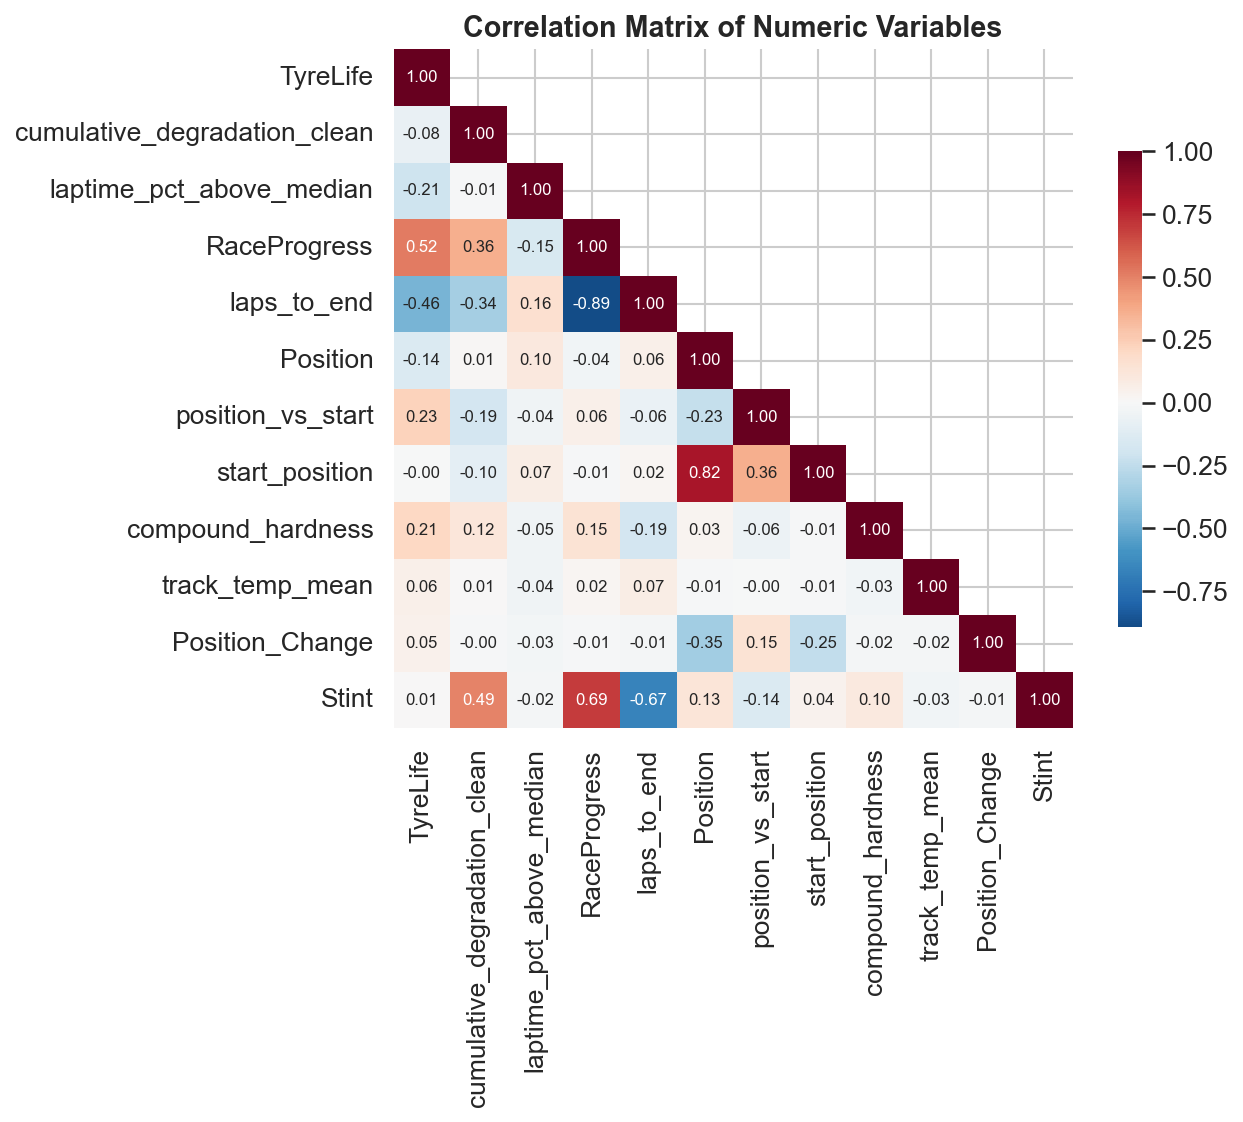 Correlation Matrix of Numeric Variables
TyreLife 1.00
cumulative_degradation_clean -0.08 1.00
laptime_pct_above_median -0.21 -0.01 1.00
RaceProgress 0.52 0.36 -0.15 1.00
laps_to_end -0.46 -0.34 0.16 -0.89 1.00
Position -0.14 0.01 0.10 -0.04 0.06 1.00
position_vs_start 0.23 -0.19 -0.04 0.06 -0.06 -0.23 1.00
start_position -0.00 -0.10 0.07 -0.01 0.02 0.82 0.36 1.00
compound_hardness 0.21 0.12 -0.05 0.15 -0.19 0.03 -0.06 -0.01 1.00
track_temp_mean 0.06 0.01 -0.04 0.02 0.07 -0.01 -0.00 -0.01 -0.03 1.00
Position_Change 0.05 -0.00 -0.03 -0.01 -0.01 -0.35 0.15 -0.25 -0.02 -0.02 1.00
Stint 0.01 0.49 -0.02 0.69 -0.67 0.13 -0.14 0.04 0.10 -0.03 -0.01 1.00
TyreLife
cumulative_degradation_clean
laptime_pct_above_median
RaceProgress
laps_to_end
Position
position_vs_start
start_position
compound_hardness
track_temp_mean
Position_Change
Stint
1.00
0.75
0.50
0.25
0.00
−0.25
−0.50
−0.75